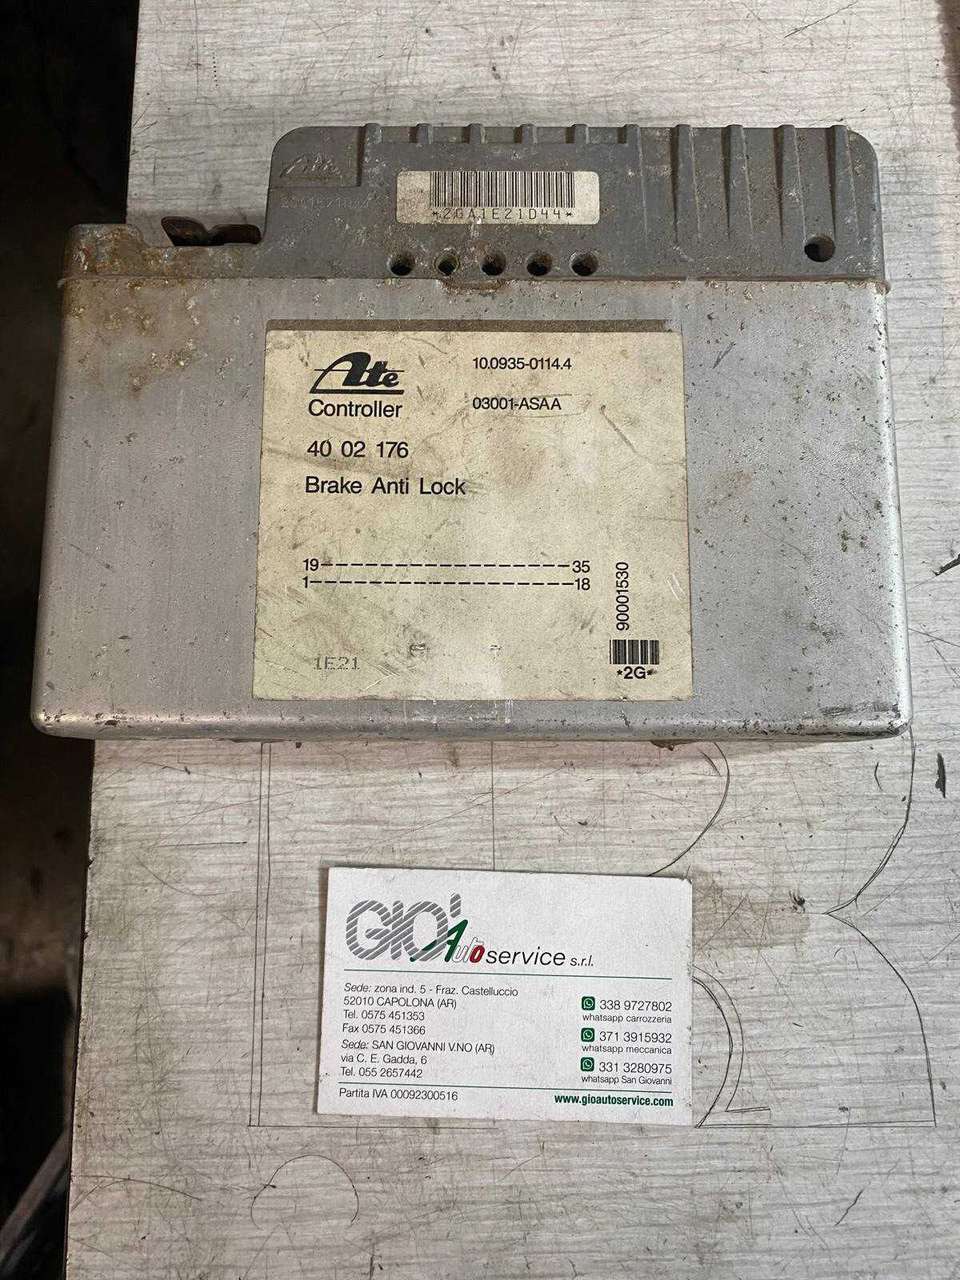 Ate
2GA1E21D44
*2GA1E21D44*
Ate
Controller
10.0935-0114.4
03001-ASAA
40 02 176
Brake Anti Lock
19 35
1 18
90001530
1E21
*2G*
GIO' Autoservice s.r.l.
Sede: zona ind. 5 - Fraz. Castelluccio
52010 CAPOLONA (AR)
Tel. 0575 451353
Fax 0575 451366
Sede: SAN GIOVANNI V.NO (AR)
via C. E. Gadda, 6
Tel. 055 2657442
338 9727802
whatsapp carrozzeria
371 3915932
whatsapp meccanica
331 3280975
whatsapp San Giovanni
Partita IVA 00092300516
www.gioautoservice.com